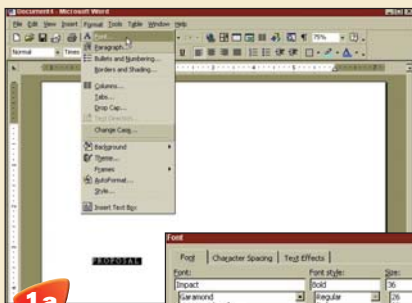 Document4 - Microsoft Word
File Edit View Insert Format Tools Table Window Help
Normal Times 75%
Font...
Paragraph...
Bullets and Numbering...
Borders and Shading...
Columns...
Tabs...
Drop Cap...
Text Direction...
Change Case...
Background
Theme...
Frames
AutoFormat...
Style...
Insert Text Box
PROPOSAL
1a
Font
Font Character Spacing Text Effects
Font: Font style: Size:
Impact Bold 36
Garamond Regular 26